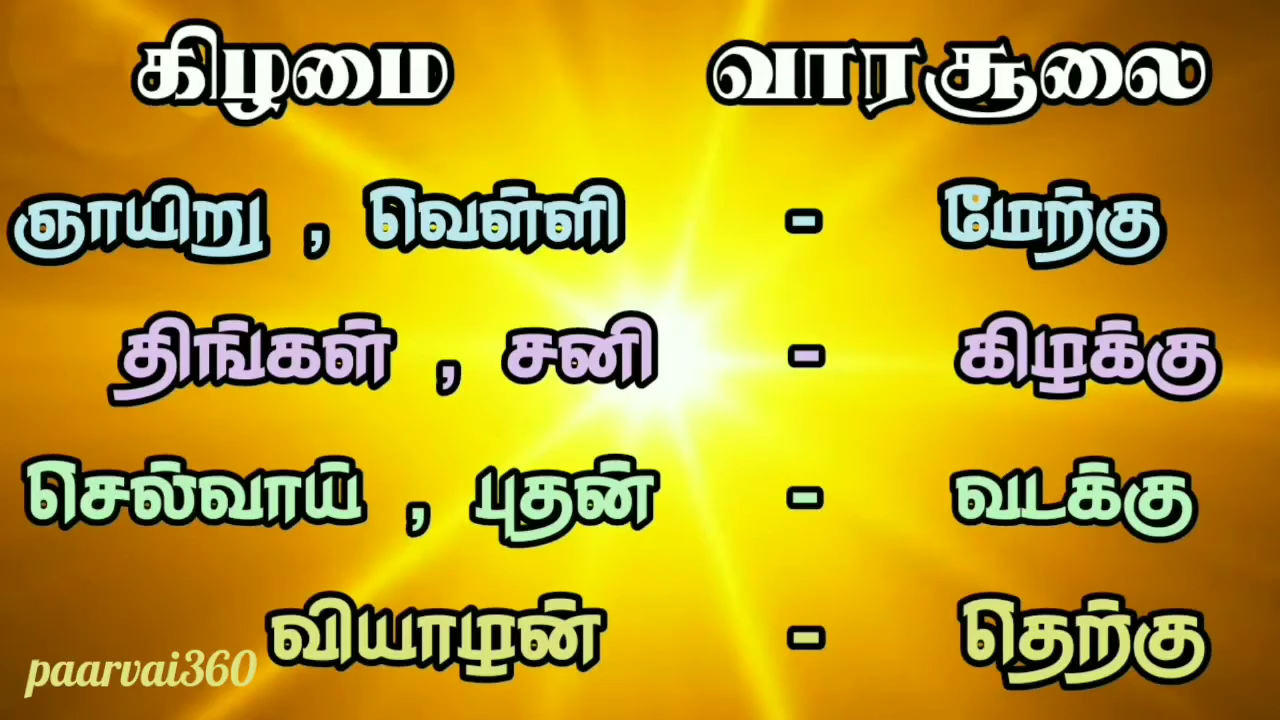 கிழமை வாரசூலை
ஞாயிறு , வெள்ளி - மேற்கு
திங்கள் , சனி - கிழக்கு
செல்வாய் , புதன் - வடக்கு
வியாழன் - தெற்கு
paarvai360